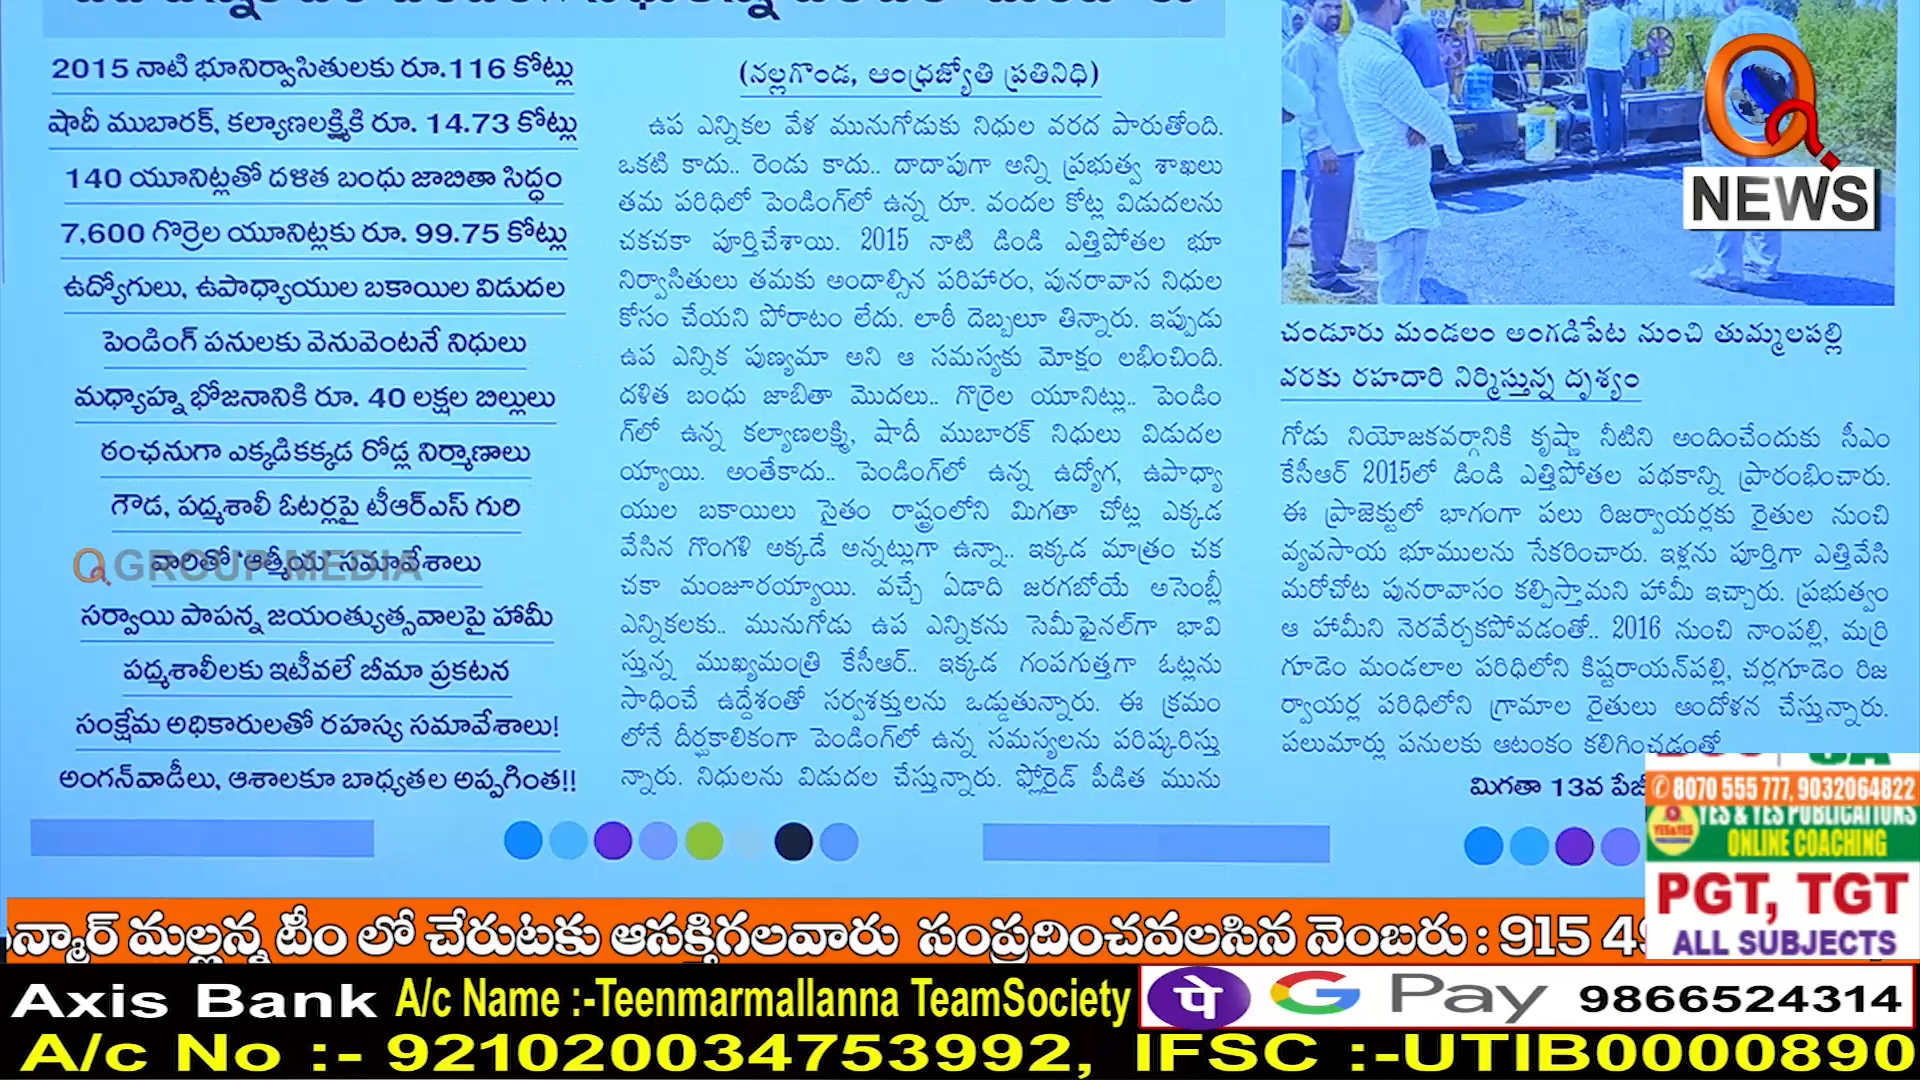 2015 నాటి భూనిర్వాసితులకు రూ.116 కోట్లు
షాదీ ముబారక్, కల్యాణలక్ష్మికి రూ. 14.73 కోట్లు
140 యూనిట్లతో దళిత బంధు జాబితా సిద్ధం
7,600 గొర్రెల యూనిట్లకు రూ. 99.75 కోట్లు
ఉద్యోగులు, ఉపాధ్యాయుల బకాయిల విడుదల
పెండింగ్ పనులకు వెనువెంటనే నిధులు
మధ్యాహ్న భోజనానికి రూ. 40 లక్షల బిల్లులు
ఠంఛనుగా ఎక్కడికక్కడ రోడ్ల నిర్మాణాలు
గౌడ, పద్మశాలీ ఓటర్లపై టీఆర్ఎస్ గురి
వారితో 'ఆత్మీయ' సమావేశాలు
సర్వాయి పాపన్న జయంత్యుత్సవాలపై హామీ
పద్మశాలీలకు ఇటీవలే బీమా ప్రకటన
సంక్షేమ అధికారులతో రహస్య సమావేశాలు!
అంగన్‌వాడీలు, ఆశాలకూ బాధ్యతల అప్పగింత!!
GROUP MEDIA
(నల్లగొండ, ఆంధ్రజ్యోతి ప్రతినిధి)
ఉప ఎన్నికల వేళ మునుగోడుకు నిధుల వరద పారుతోంది.
ఒకటి కాదు.. రెండు కాదు.. దాదాపుగా అన్ని ప్రభుత్వ శాఖలు
తమ పరిధిలో పెండింగ్‌లో ఉన్న రూ. వందల కోట్ల విడుదలను
చకచకా పూర్తిచేశాయి. 2015 నాటి డిండి ఎత్తిపోతల భూ
నిర్వాసితులు తమకు అందాల్సిన పరిహారం, పునరావాస నిధుల
కోసం చేయని పోరాటం లేదు. లాఠీ దెబ్బలూ తిన్నారు. ఇప్పుడు
ఉప ఎన్నిక పుణ్యమా అని ఆ సమస్యకు మోక్షం లభించింది.
దళిత బంధు జాబితా మొదలు.. గొర్రెల యూనిట్లు.. పెండిం
గ్‌లో ఉన్న కల్యాణలక్ష్మి, షాదీ ముబారక్ నిధులు విడుదల
య్యాయి. అంతేకాదు.. పెండింగ్‌లో ఉన్న ఉద్యోగ, ఉపాధ్యా
యుల బకాయిలు సైతం రాష్ట్రంలోని మిగతా చోట్ల ఎక్కడ
వేసిన గొంగళి అక్కడే అన్నట్లుగా ఉన్నా.. ఇక్కడ మాత్రం చక
చకా మంజూరయ్యాయి. వచ్చే ఏడాది జరగబోయే అసెంబ్లీ
ఎన్నికలకు.. మునుగోడు ఉప ఎన్నికను సెమీఫైనల్‌గా భావి
స్తున్న ముఖ్యమంత్రి కేసీఆర్.. ఇక్కడ గంపగుత్తగా ఓట్లను
సాధించే ఉద్దేశంతో సర్వశక్తులను ఒడ్డుతున్నారు. ఈ క్రమం
లోనే దీర్ఘకాలికంగా పెండింగ్‌లో ఉన్న సమస్యలను పరిష్కరిస్తు
న్నారు. నిధులను విడుదల చేస్తున్నారు. ఫ్లోరైడ్ పీడిత మును
చండూరు మండలం అంగడిపేట నుంచి తుమ్మలపల్లి
వరకు రహదారి నిర్మిస్తున్న దృశ్యం
గోడు నియోజకవర్గానికి కృష్ణా నీటిని అందించేందుకు సీఎం
కేసీఆర్ 2015లో డిండి ఎత్తిపోతల పథకాన్ని ప్రారంభించారు.
ఈ ప్రాజెక్టులో భాగంగా పలు రిజర్వాయర్లకు రైతుల నుంచి
వ్యవసాయ భూములను సేకరించారు. ఇళ్లను పూర్తిగా ఎత్తివేసి
మరోచోట పునరావాసం కల్పిస్తామని హామీ ఇచ్చారు. ప్రభుత్వం
ఆ హామీని నెరవేర్చకపోవడంతో.. 2016 నుంచి నాంపల్లి, మర్రి
గూడెం మండలాల పరిధిలోని కిష్టరాయన్‌పల్లి, చర్లగూడెం రిజ
ర్వాయర్ల పరిధిలోని గ్రామాల రైతులు ఆందోళన చేస్తున్నారు.
పలుమార్లు పనులకు ఆటంకం కలిగించడంతో
మిగతా 13వ పేజీ
Q NEWS
8070 555 777, 9032064822
YES & YES PUBLICATIONS
ONLINE COACHING
PGT, TGT
ALL SUBJECTS
న్మార్ మల్లన్న టీం లో చేరుటకు ఆసక్తిగలవారు సంప్రదించవలసిన నెంబరు : 915 49
Axis Bank A/c Name :-Teenmarmallanna TeamSociety
पे G Pay 9866524314
A/c No :- 921020034753992, IFSC :-UTIB0000890